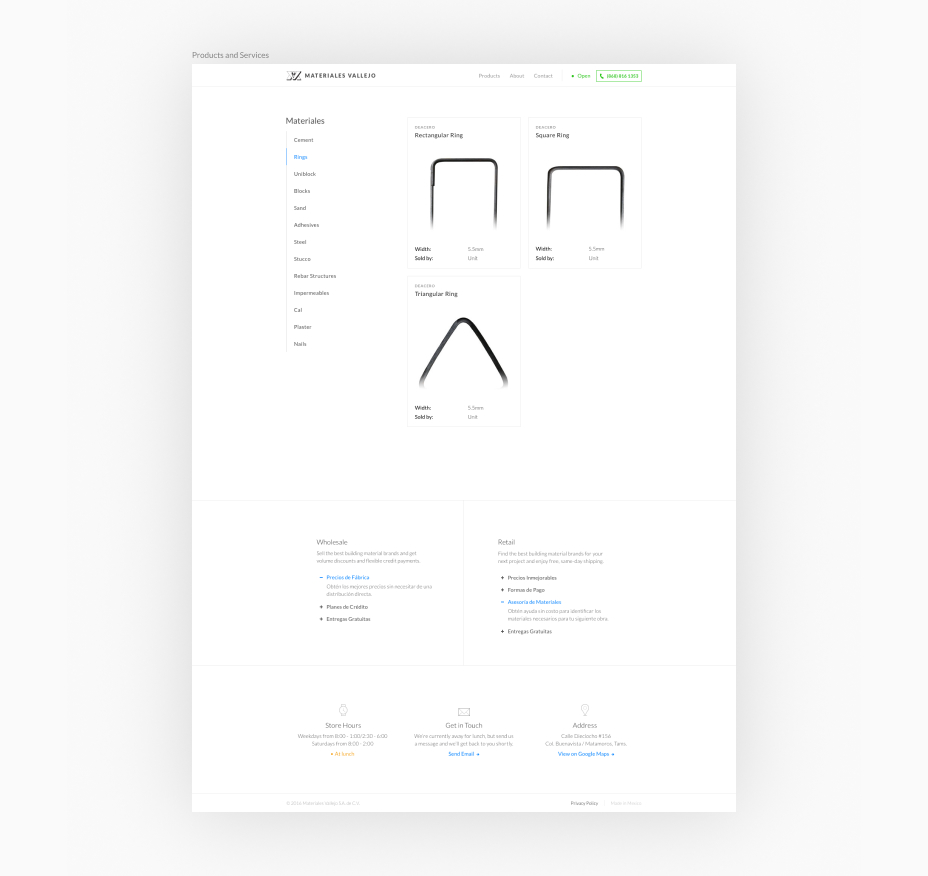 Products and Services
MATERIALES VALLEJO
Products
About
Contact
Open
Materiales
Cement
Rings
Uniblock
Blocks
Sand
Adhesives
Steel
Stucco
Rebar Structures
Impermeables
Cal
Plaster
Nails
DEACERO
Rectangular Ring
Width: 5.5mm
Sold by: Unit
DEACERO
Square Ring
Width: 5.5mm
Sold by: Unit
DEACERO
Triangular Ring
Width: 5.5mm
Sold by: Unit
Wholesale
Sell the best building material brands and get
volume discounts and flexible credit payments.
– Precios de Fábrica
Obtén los mejores precios sin necesitar de una
distribución directa.
+ Planes de Crédito
+ Entregas Gratuitas
Retail
Find the best building material brands for your
next project and enjoy free, same-day shipping.
+ Precios Inmejorables
+ Formas de Pago
– Asesoría de Materiales
Obtén ayuda sin costo para identificar los
materiales necesarios para tu siguiente obra.
+ Entregas Gratuitas
Store Hours
Weekdays from 8:00 - 1:00/2:30 - 6:00
Saturdays from 8:00 - 2:00
• At lunch
Get in Touch
We're currently away for lunch, but send us
a message and we'll get back to you shortly.
Send Email →
Address
Calle Dieciocho #156
Col. Buenavista / Matamoros, Tams.
View on Google Maps →
Materiales Vallejo S.A. de C.V.
Privacy Policy
Made in Mexico